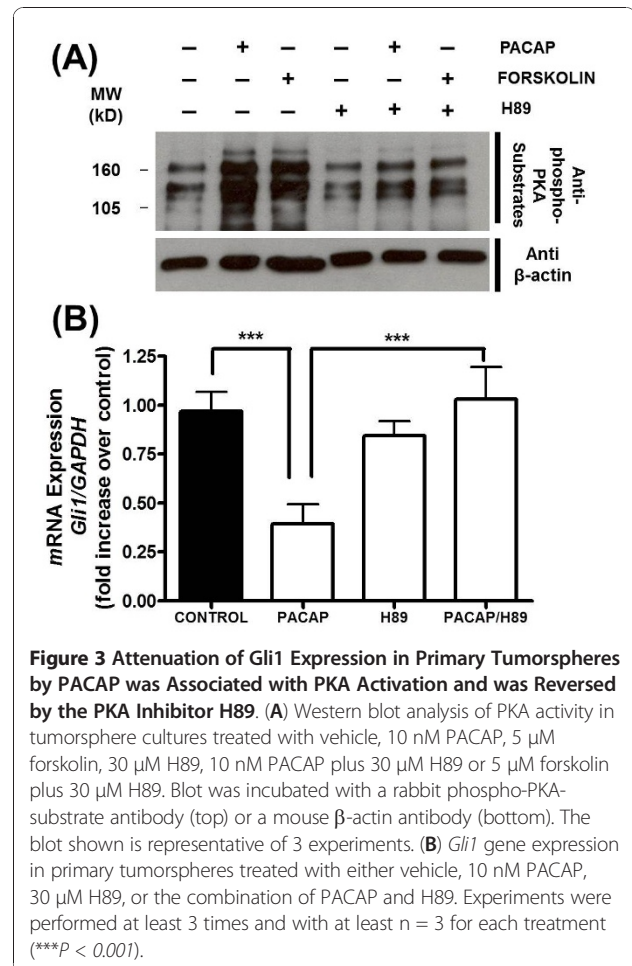 (A)
– + – – + – PACAP
– – + – – + FORSKOLIN
– – – + + + H89
MW
(kD)
160 –
105 –
Anti-
phospho-
PKA
Substrates
Anti
β-actin
(B)
*** ***
mRNA Expression
Gli1/GAPDH
(fold increase over control)
1.25
1.00
0.75
0.50
0.25
0.00
CONTROL PACAP H89 PACAP/H89
Figure 3 Attenuation of Gli1 Expression in Primary Tumorspheres
by PACAP was Associated with PKA Activation and was Reversed
by the PKA Inhibitor H89. (A) Western blot analysis of PKA activity in
tumorsphere cultures treated with vehicle, 10 nM PACAP, 5 μM
forskolin, 30 μM H89, 10 nM PACAP plus 30 μM H89 or 5 μM forskolin
plus 30 μM H89. Blot was incubated with a rabbit phospho-PKA-
substrate antibody (top) or a mouse β-actin antibody (bottom). The
blot shown is representative of 3 experiments. (B) Gli1 gene expression
in primary tumorspheres treated with either vehicle, 10 nM PACAP,
30 μM H89, or the combination of PACAP and H89. Experiments were
performed at least 3 times and with at least n = 3 for each treatment
(***P < 0.001).